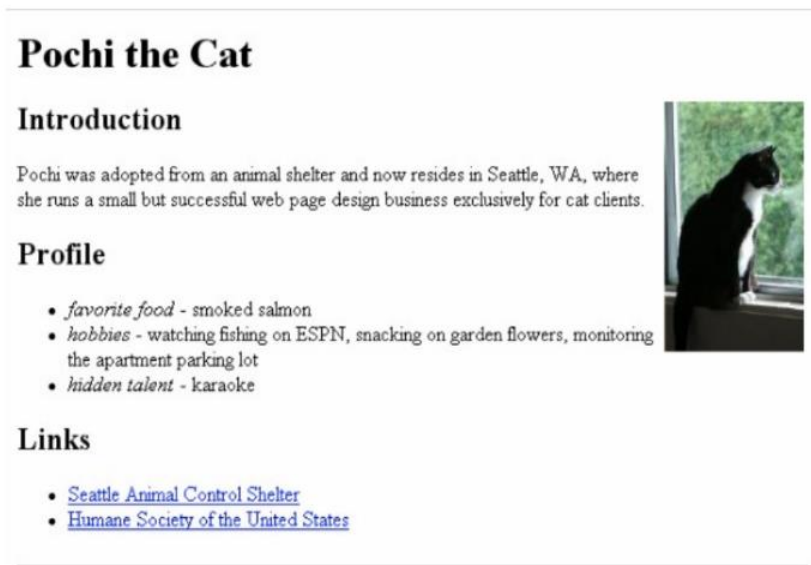 Pochi the Cat
Introduction
Pochi was adopted from an animal shelter and now resides in Seattle, WA, where
she runs a small but successful web page design business exclusively for cat clients.
Profile
• favorite food - smoked salmon
• hobbies - watching fishing on ESPN, snacking on garden flowers, monitoring
the apartment parking lot
• hidden talent - karaoke
Links
• Seattle Animal Control Shelter
• Humane Society of the United States